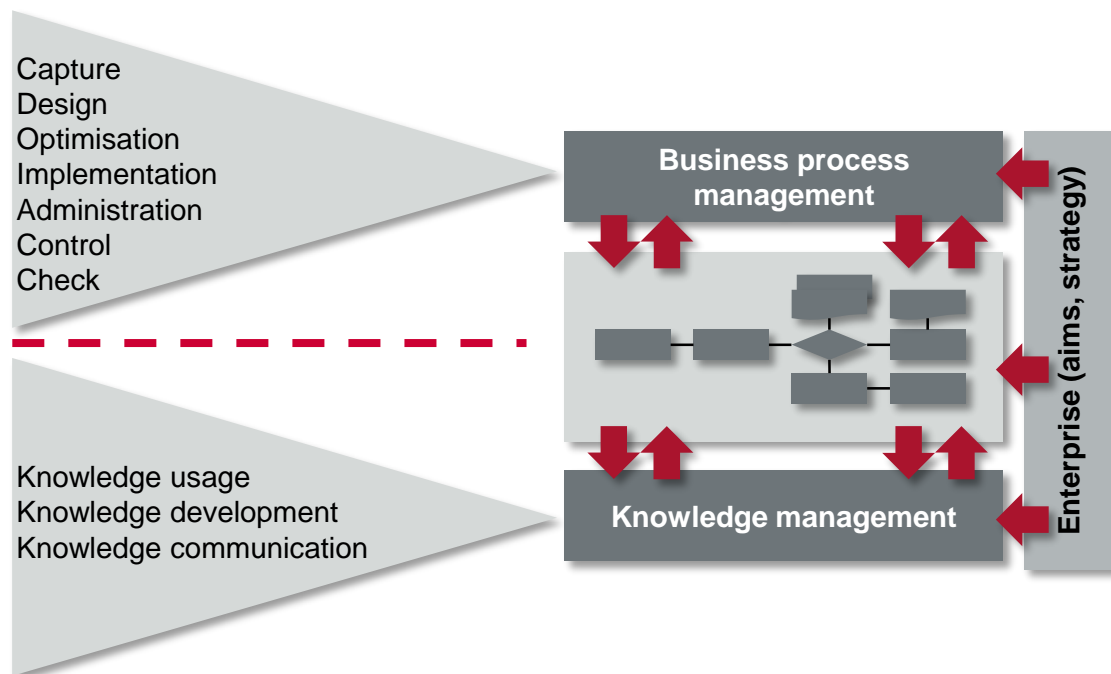 Capture
Design
Optimisation
Implementation
Administration
Control
Check
Business process
management
Enterprise (aims, strategy)
Knowledge usage
Knowledge development
Knowledge communication
Knowledge management